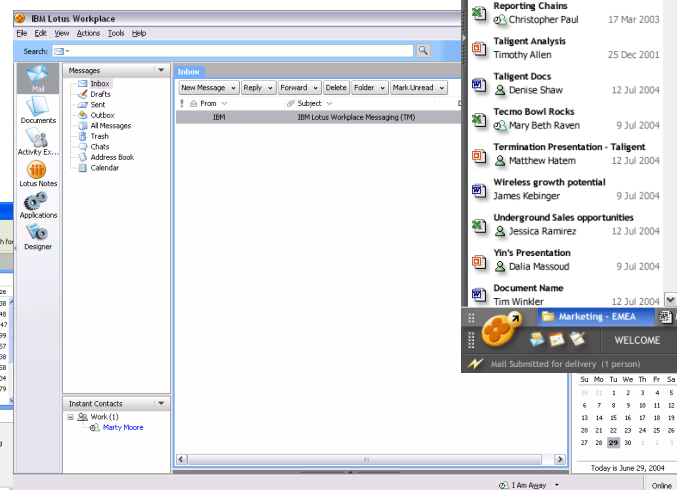 IBM Lotus Workplace
File Edit View Actions Tools Help
Search:
Mail
Documents
Activity Ex...
Lotus Notes
Applications
Designer
Messages
Inbox
Drafts
Sent
Outbox
All Messages
Trash
Chats
Address Book
Calendar
Instant Contacts
Work (1)
Marty Moore
Inbox
New Message Reply Forward Delete Folder Mark Unread
! From Subject D
IBM IBM Lotus Workplace Messaging (TM)
Reporting Chains
Christopher Paul 17 Mar 2003
Taligent Analysis
Timothy Allen 25 Dec 2001
Taligent Docs
Denise Shaw 12 Jul 2004
Tecmo Bowl Rocks
Mary Beth Raven 9 Jul 2004
Termination Presentation - Taligent
Matthew Hatem 12 Jul 2004
Wireless growth potential
James Kebinger 9 Jul 2004
Underground Sales opportunities
Jessica Ramirez 12 Jul 2004
Yin's Presentation
Dalia Massoud 9 Jul 2004
Document Name
Tim Winkler 12 Jul 2004
Marketing - EMEA
WELCOME
Mail Submitted for delivery (1 person)
Su Mo Tu We Th Fr Sa
30 31 1 2 3 4 5
6 7 8 9 10 11 12
13 14 15 16 17 18 19
20 21 22 23 24 25 26
27 28 29 30 1 2 3
Today is June 29, 2004
I Am Away
Online